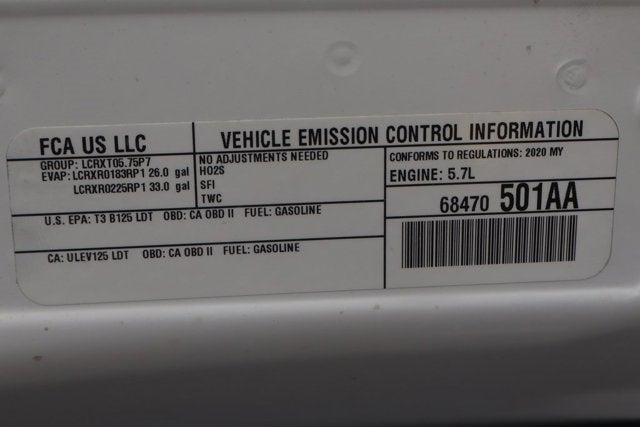 FCA US LLC
GROUP: LCRXT05.75P7
EVAP: LCRXR0183RP1 26.0 gal
LCRXR0225RP1 33.0 gal
VEHICLE EMISSION CONTROL INFORMATION
NO ADJUSTMENTS NEEDED
HO2S
SFI
TWC
CONFORMS TO REGULATIONS: 2020 MY
ENGINE: 5.7L
68470 501AA
U.S. EPA: T3 B125 LDT OBD: CA OBD II FUEL: GASOLINE
CA: ULEV125 LDT OBD: CA OBD II FUEL: GASOLINE